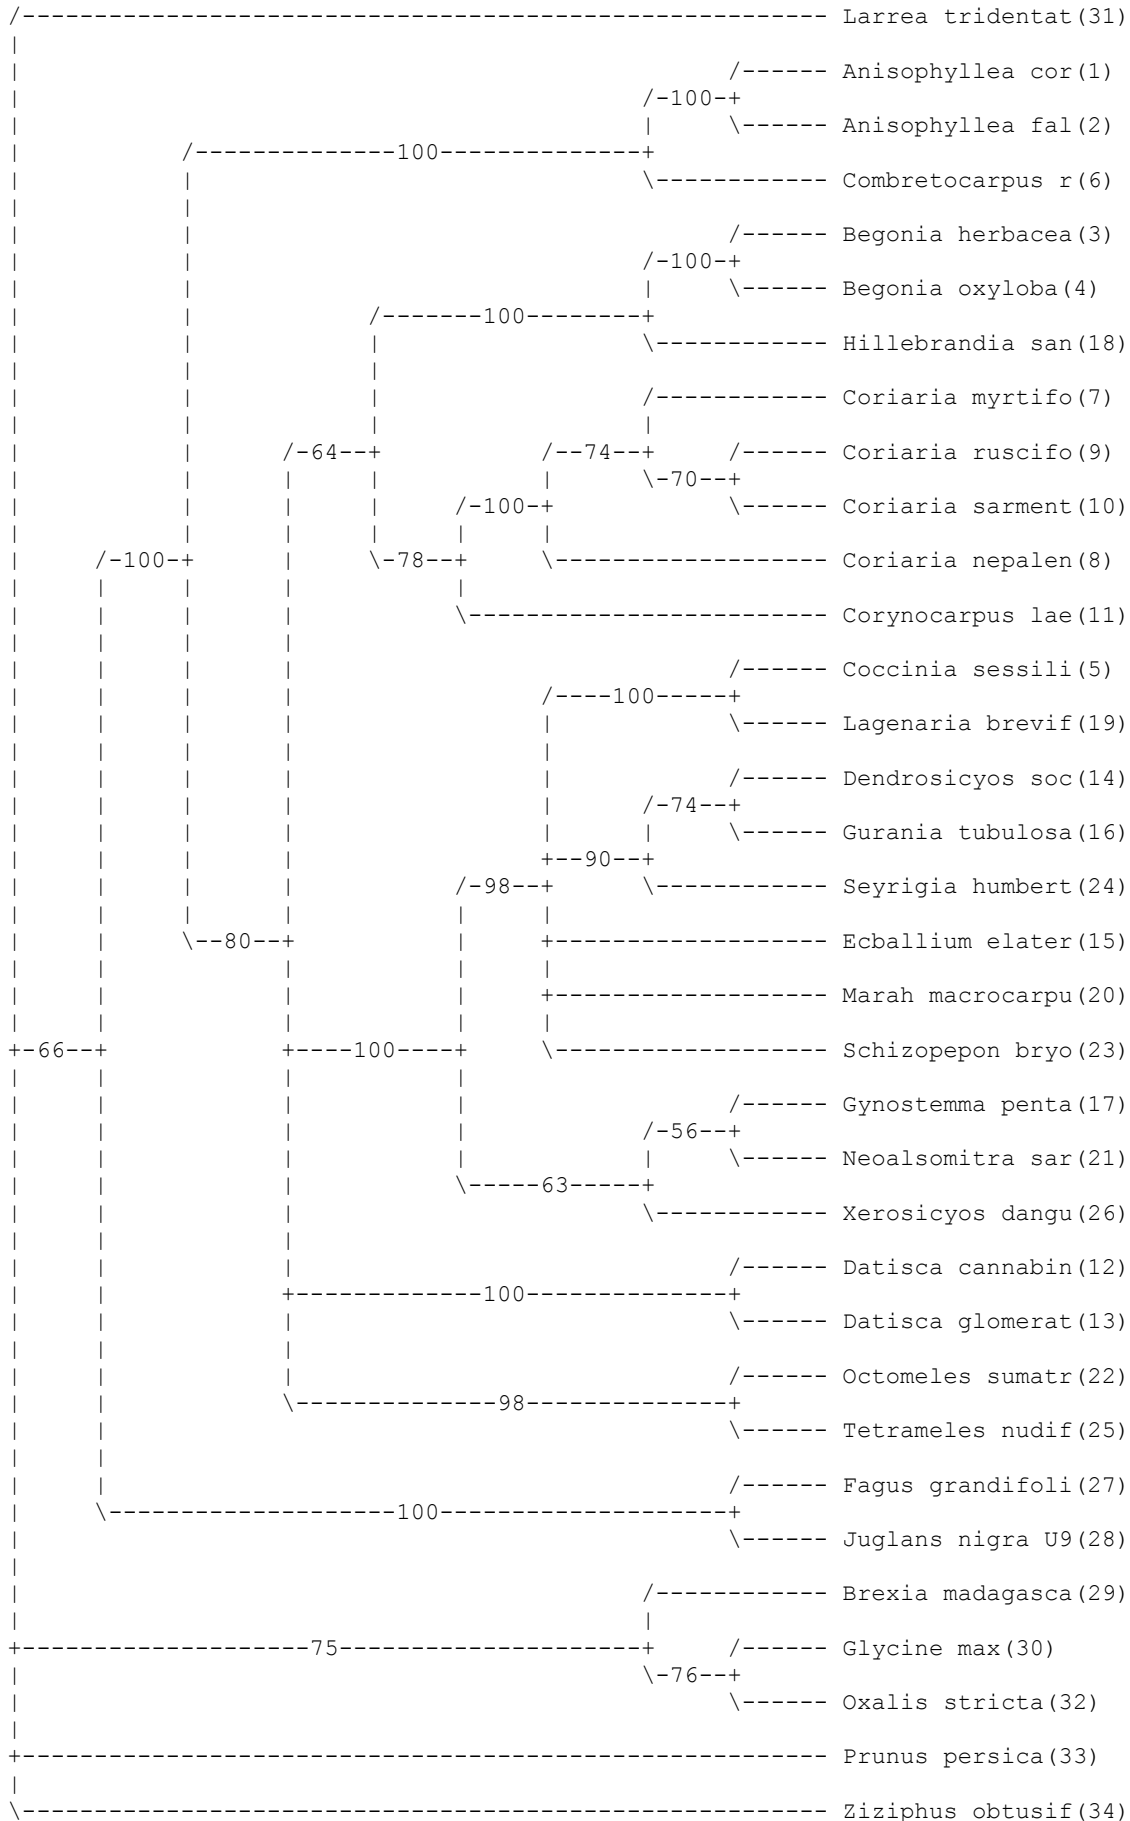 Larrea tridentat(31)
Anisophyllea cor(1)
100
Anisophyllea fal(2)
100
Combretocarpus r(6)
Begonia herbacea(3)
100
Begonia oxyloba(4)
100
Hillebrandia san(18)
Coriaria myrtifo(7)
64 74 Coriaria ruscifo(9)
70
100 Coriaria sarment(10)
100 78 Coriaria nepalen(8)
Corynocarpus lae(11)
Coccinia sessili(5)
100
Lagenaria brevif(19)
Dendrosicyos soc(14)
74
Gurania tubulosa(16)
90
98 Seyrigia humbert(24)
80 Ecballium elater(15)
Marah macrocarpu(20)
66 100 Schizopepon bryo(23)
Gynostemma penta(17)
56
Neoalsomitra sar(21)
63
Xerosicyos dangu(26)
Datisca cannabin(12)
100
Datisca glomerat(13)
Octomeles sumatr(22)
98
Tetrameles nudif(25)
Fagus grandifoli(27)
100
Juglans nigra U9(28)
Brexia madagasca(29)
75 Glycine max(30)
76
Oxalis stricta(32)
Prunus persica(33)
Ziziphus obtusif(34)